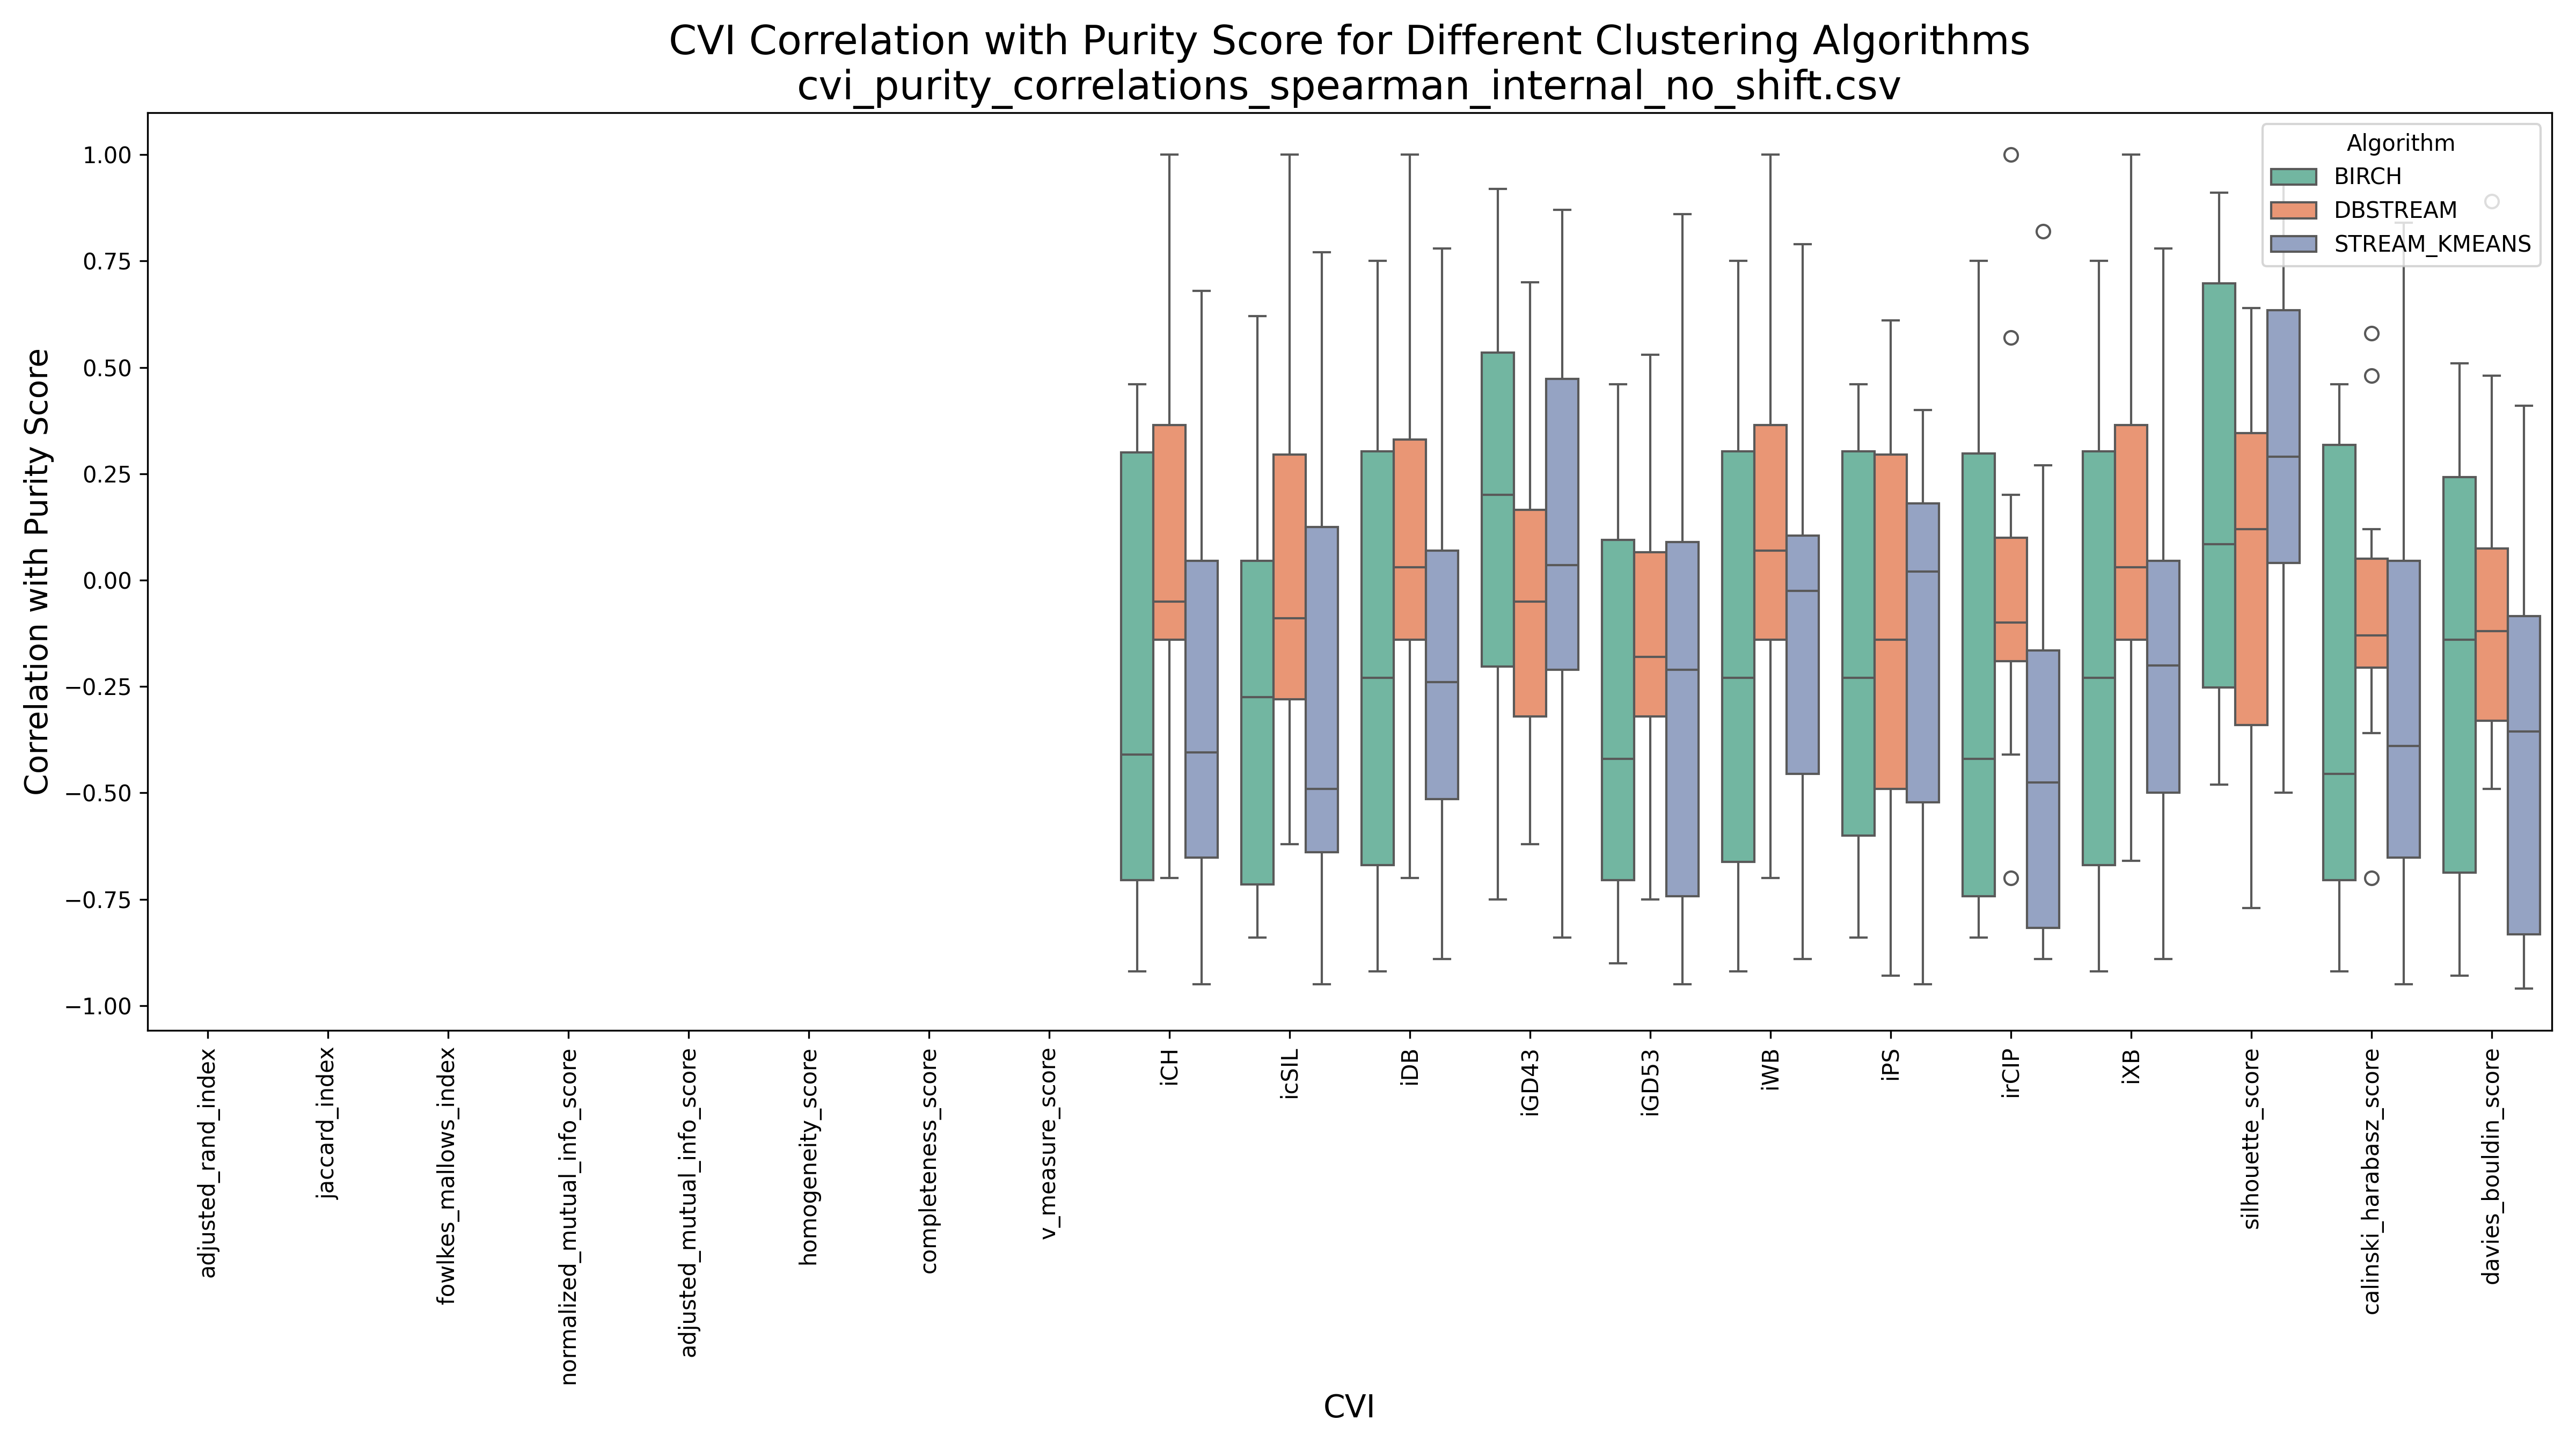 CVI Correlation with Purity Score for Different Clustering Algorithms
cvi_purity_correlations_spearman_internal_no_shift.csv
Algorithm
BIRCH
DBSTREAM
STREAM_KMEANS
Correlation with Purity Score
1.00
0.75
0.50
0.25
0.00
−0.25
−0.50
−0.75
−1.00
adjusted_rand_index
jaccard_index
fowlkes_mallows_index
normalized_mutual_info_score
adjusted_mutual_info_score
homogeneity_score
completeness_score
v_measure_score
iCH
icSIL
iDB
iGD43
iGD53
iWB
iPS
irCIP
iXB
silhouette_score
calinski_harabasz_score
davies_bouldin_score
CVI